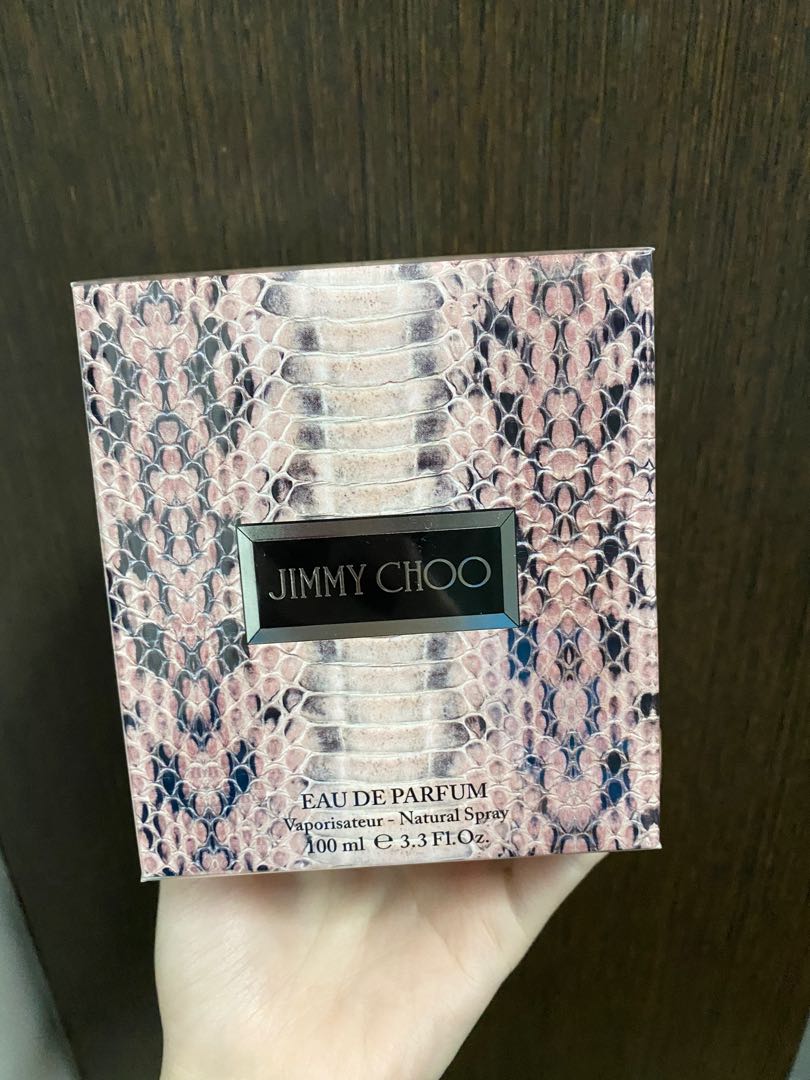 JIMMY CHOO
EAU DE PARFUM
Vaporisateur - Natural Spray
100 ml ℮ 3.3 Fl.Oz.